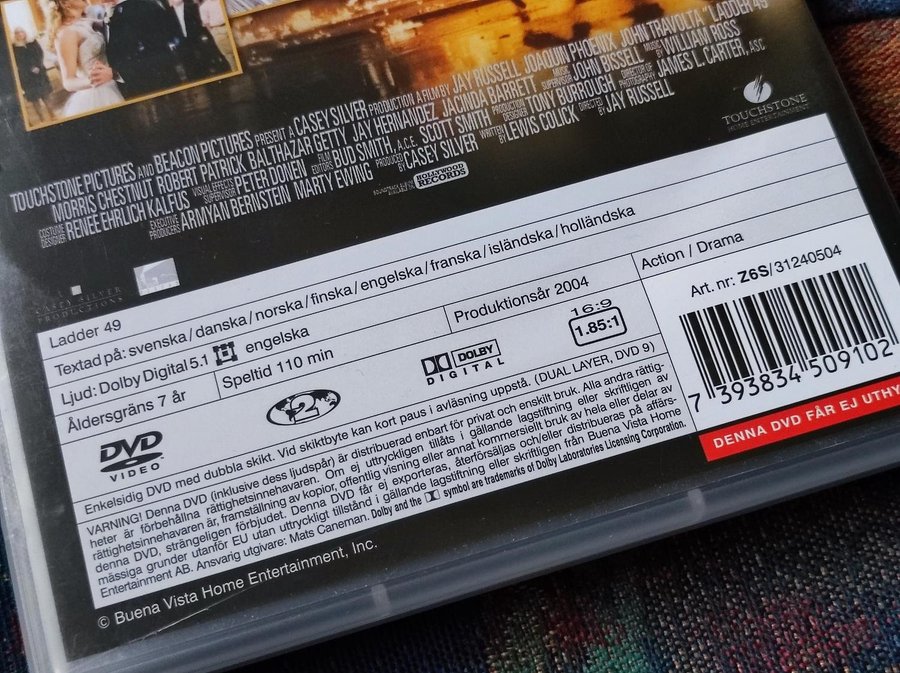 TOUCHSTONE PICTURES AND BEACON PICTURES PRESENT A CASEY SILVER PRODUCTION A FILM BY JAY RUSSELL, JOAQUIN PHOENIX, JOHN TRAVOLTA "LADDER 49"
MORRIS CHESTNUT ROBERT PATRICK BALTHAZAR GETTY JAY HERNANDEZ, JACINDA BARRETT MUSIC SUPERVISOR JOHN BISSELL MUSIC BY WILLIAM ROSS
COSTUME DESIGNER RENÉE EHRLICH KALFUS VISUAL EFFECTS SUPERVISOR PETER DONEN FILM EDITORS BUD SMITH, A.C.E. SCOTT SMITH PRODUCTION DESIGNER TONY BURROUGH DIRECTOR OF PHOTOGRAPHY JAMES L. CARTER, ASC
EXECUTIVE PRODUCERS ARMYAN BERNSTEIN MARTY EWING PRODUCED BY CASEY SILVER WRITTEN BY LEWIS COLICK DIRECTED BY JAY RUSSELL
HOLLYWOOD RECORDS
TOUCHSTONE
HOME ENTERTAINMENT
CASEY SILVER
PRODUCTIONS
Ladder 49
Textad på: svenska / danska / norska / finska / engelska / franska / isländska / holländska
Ljud: Dolby Digital 5.1 engelska
Produktionsår 2004
Action / Drama
Åldersgräns 7 år
Speltid 110 min
Art. nr: Z6S/31240504
DVD
VIDEO
2
DOLBY
DIGITAL
16:9
1.85:1
7 393834 509102
Enkelsidig DVD med dubbla skikt. Vid skiktbyte kan kort paus i avläsning uppstå. (DUAL LAYER, DVD 9)
VARNING! Denna DVD (inklusive dess ljudspår) är distribuerad enbart för privat och enskilt bruk. Alla andra rättig-
heter är förbehållna rättighetsinnehavaren. Om ej uttryckligen tillåts i gällande lagstiftning eller skriftligen av
rättighetsinnehavaren är, framställning av kopior, offentlig visning eller annat kommersiellt bruk av hela eller delar av
denna DVD, strängeligen förbjudet. Denna DVD får ej exporteras, återförsäljas och/eller distribueras på affärs-
mässiga grunder utanför EU utan uttryckligt tillstånd i gällande lagstiftning eller skriftligen från Buena Vista Home
Entertainment AB. Ansvarig utgivare: Mats Caneman. Dolby and the symbol are trademarks of Dolby Laboratories Licensing Corporation.
DENNA DVD FÅR EJ UTHY
© Buena Vista Home Entertainment, Inc.